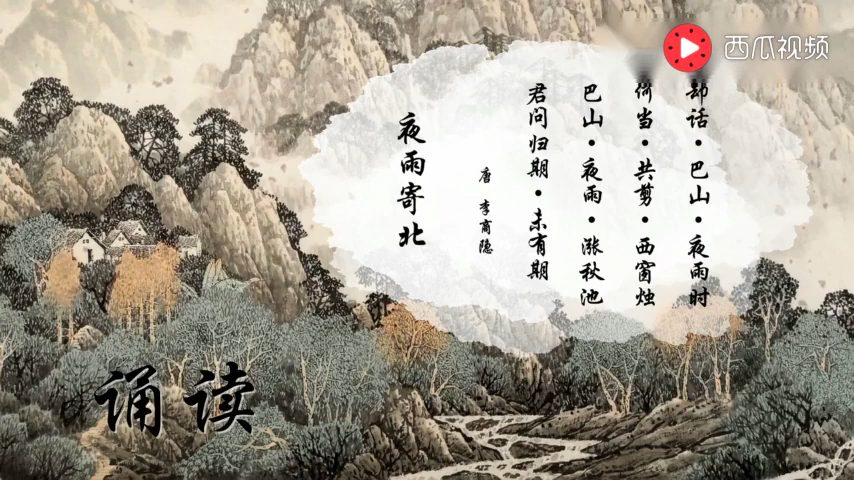 西瓜视频
夜雨寄北
唐 李商隐
君问归期·未有期
巴山·夜雨·涨秋池
何当·共剪·西窗烛
却话·巴山·夜雨时
诵读